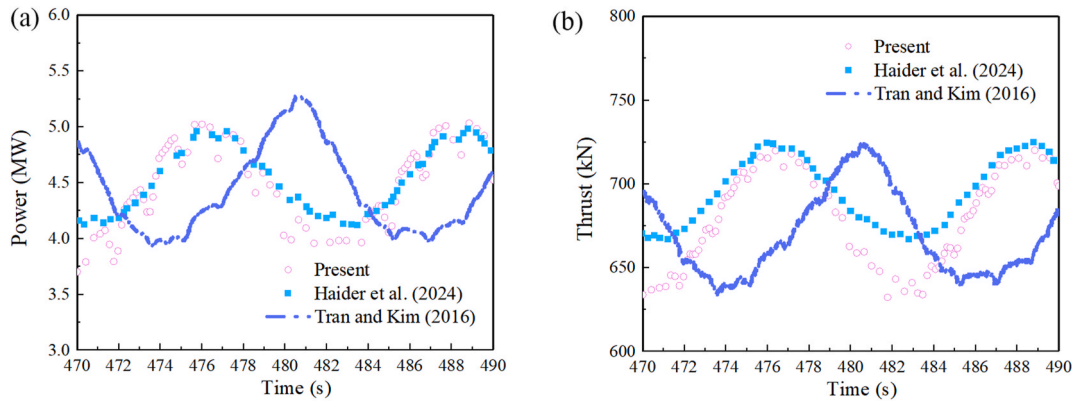 (a)
6.0
5.5
5.0
4.5
4.0
3.5
3.0
Power (MW)
Present
Haider et al. (2024)
Tran and Kim (2016)
470 472 474 476 478 480 482 484 486 488 490
Time (s)
(b)
800
750
700
650
600
Thrust (kN)
Present
Haider et al. (2024)
Tran and Kim (2016)
470 472 474 476 478 480 482 484 486 488 490
Time (s)